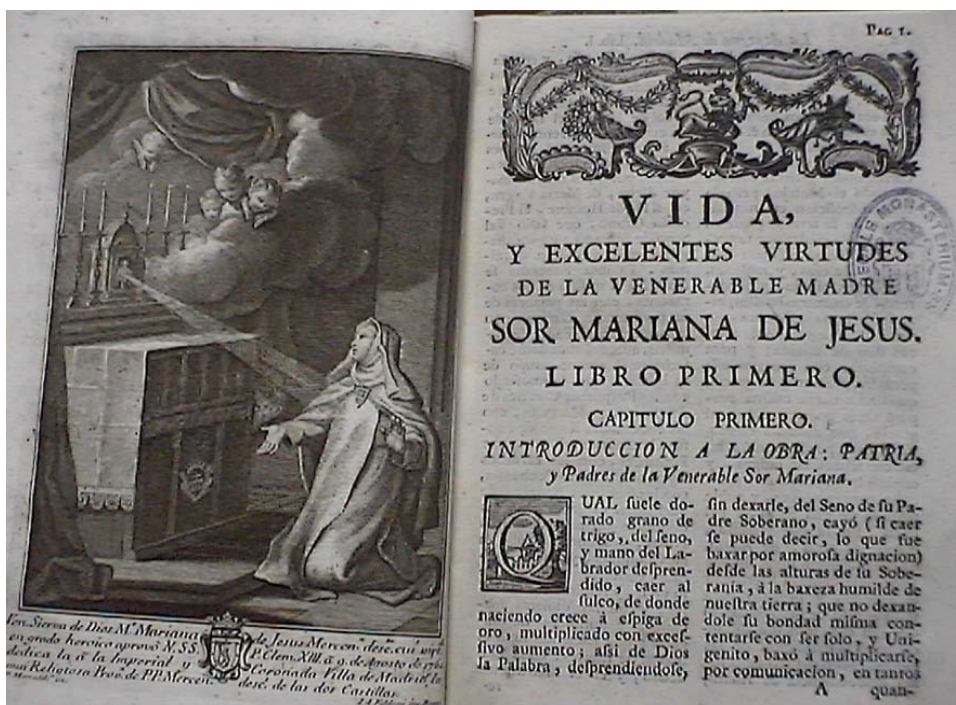 Ven. Sierva de Dios M.e Mariana de Jesus Mercen.a desc. cui. virt.
en grado heroico aprovó N. SS. P. Clem. XIII. á 9. de Agosto de 1761
dedica la á la Imperial y Coronada Villa de Madrid, la
Religiosa Prov. de PP. Mercen. desc. de las dos Castillas.
PAG 1.
VIDA,
Y EXCELENTES VIRTUDES
DE LA VENERABLE MADRE
SOR MARIANA DE JESUS.
LIBRO PRIMERO.
CAPITULO PRIMERO.
INTRODUCCION A LA OBRA: PATRIA,
y Padres de la Venerable Sor Mariana.
QUAL ſuele do-
rado grano de
trigo, del ſeno,
y mano del La-
brador deſpren-
dido, caer al
ſulco, de donde
naciendo crece à eſpiga de
oro, multiplicado con exceſ-
ſivo aumento; aſsi de Dios
la Palabra, deſprendiendoſe,
ſin dexarle, del Seno de ſu Pa-
dre Soberano, cayó (ſi caer
ſe puede decir, lo que fue
baxar por amoroſa dignacion)
deſde las alturas de ſu Sobe-
rania, à la baxeza humilde de
nueſtra tierra; que no dexan-
dole ſu bondad miſma con-
tentarſe con ſer ſolo, y Uni-
genito, baxó à multiplicarſe,
por comunicacion, en tantos
A quan-